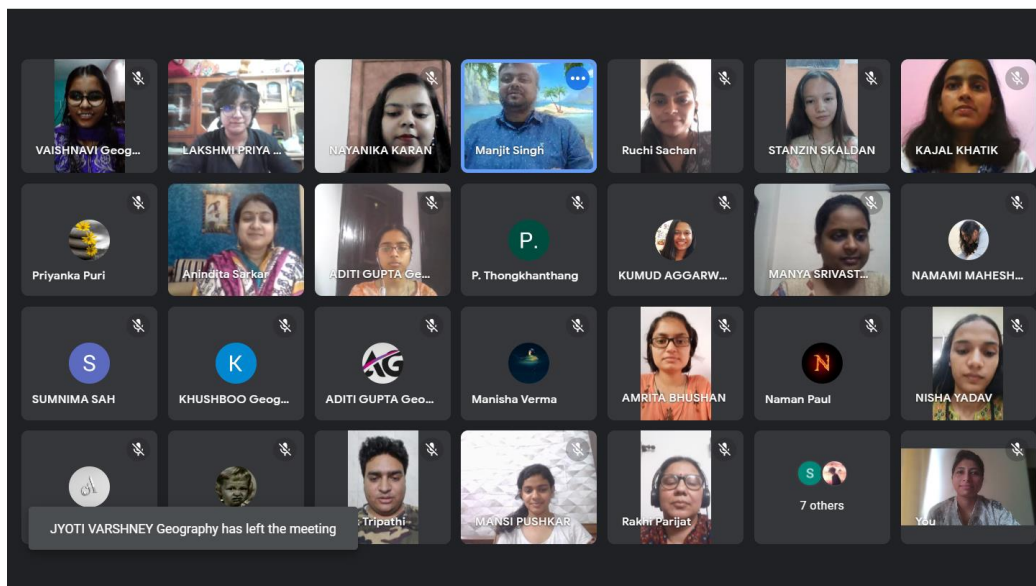 VAISHNAVI Geog...
LAKSHMI PRIYA ...
NAYANIKA KARAN
Manjit Singh
Ruchi Sachan
STANZIN SKALDAN
KAJAL KHATIK
Priyanka Puri
Anindita Sarkar
ADITI GUPTA Ge...
P.
P. Thongkhanthang
KUMUD AGGARW...
MANYA SRIVAST...
NAMAMI MAHESH...
S
SUMNIMA SAH
K
KHUSHBOO Geog...
AG
ADITI GUPTA Geo...
Manisha Verma
AMRITA BHUSHAN
N
Naman Paul
NISHA YADAV
JYOTI VARSHNEY Geography has left the meeting
Tripathi
MANSI PUSHKAR
Rakhi Parijat
S
7 others
You